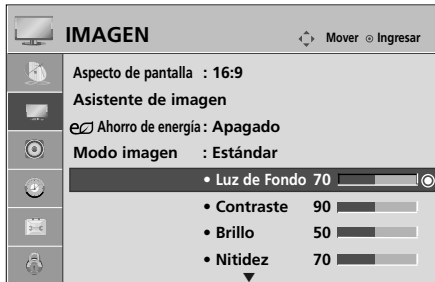 IMAGEN Mover Ingresar
Aspecto de pantalla : 16:9
Asistente de imagen
Ahorro de energía : Apagado
Modo imagen : Estándar
• Luz de Fondo 70
• Contraste 90
• Brillo 50
• Nitidez 70